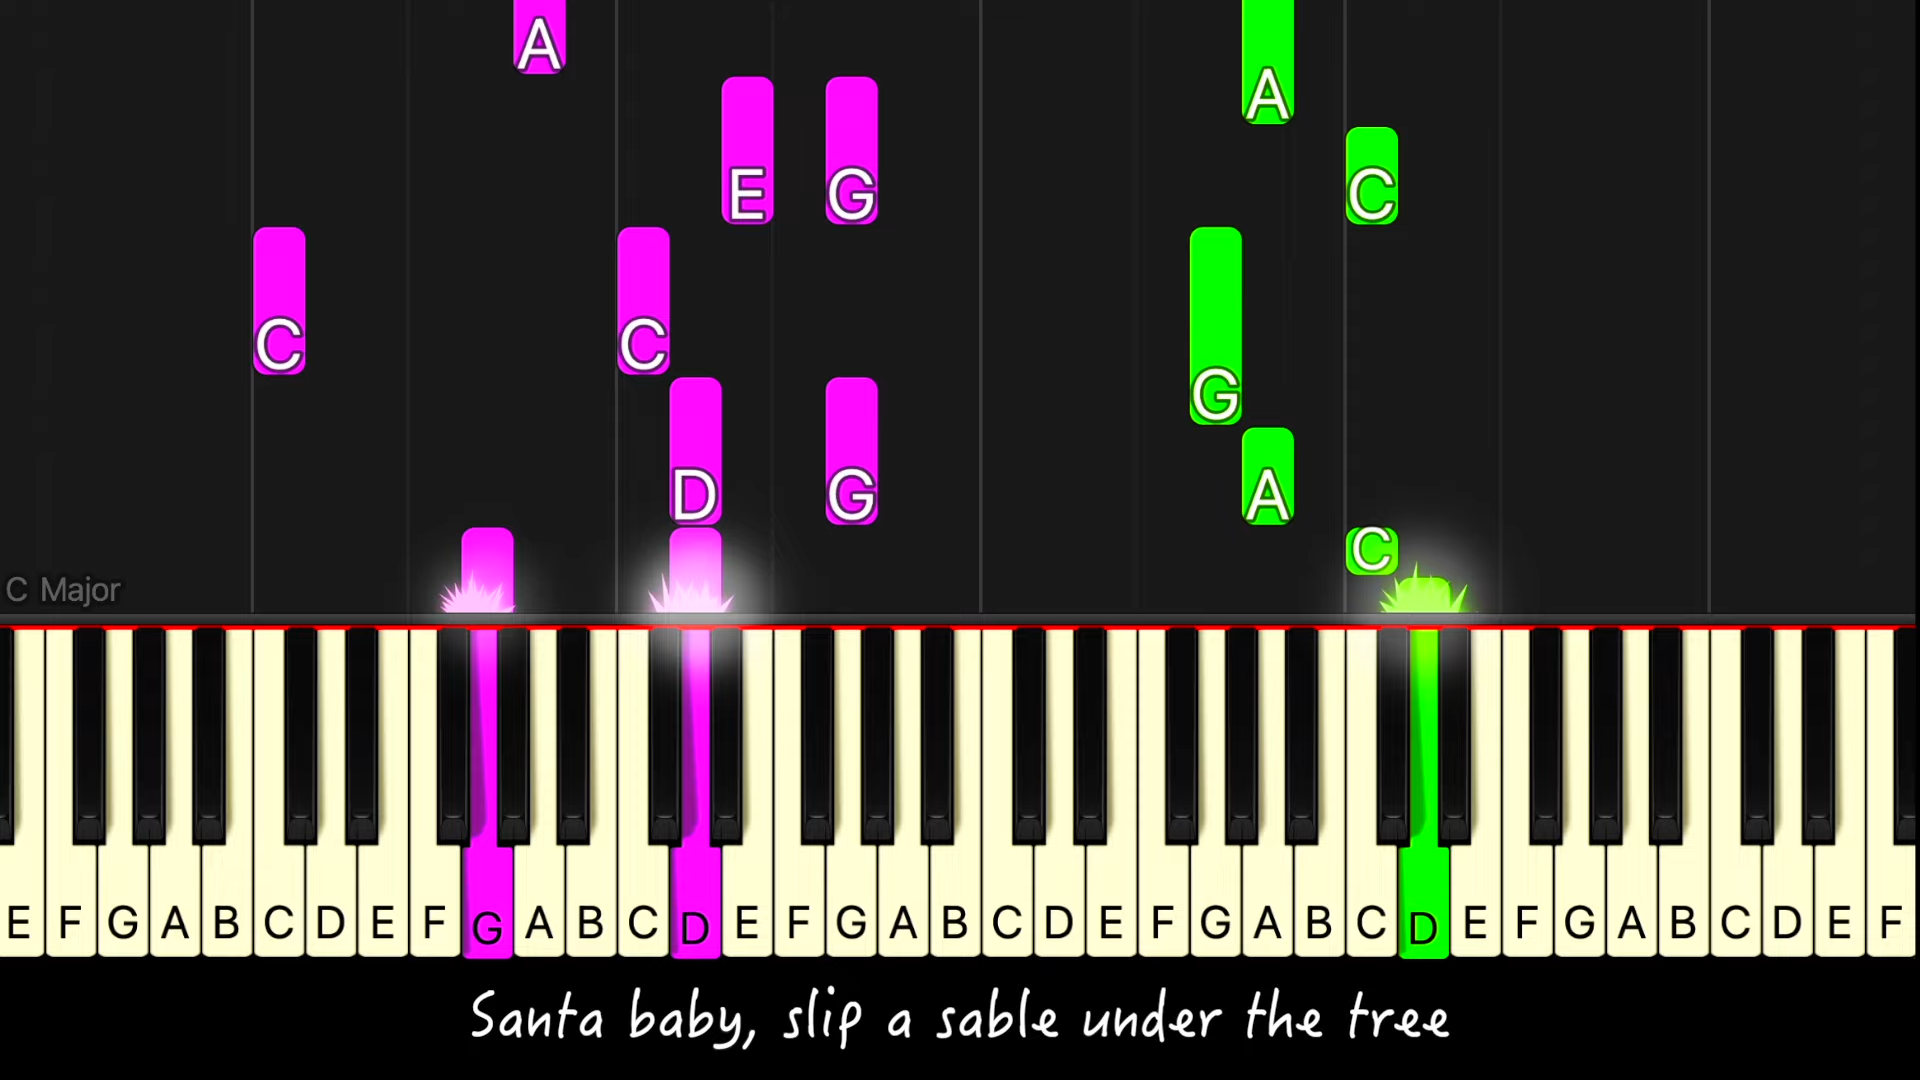 A
A
E G C
C C
G
D G A
C
C Major
E F G A B C D E F G A B C D E F G A B C D E F G A B C D E F G A B C D E F
Santa baby, slip a sable under the tree